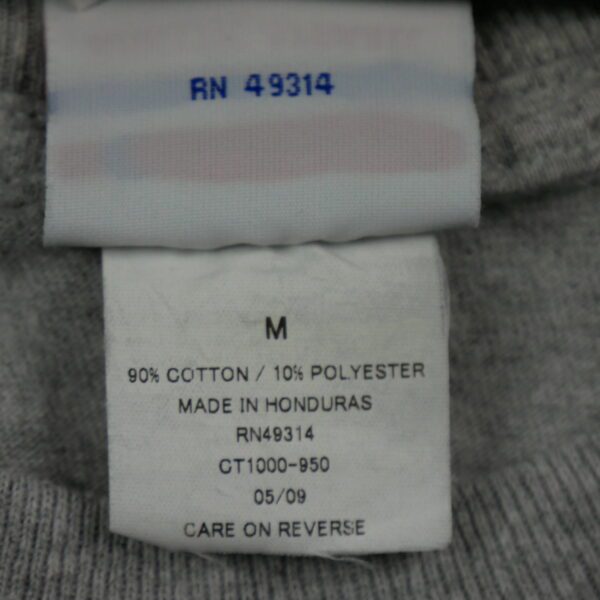 RN 49314
M
90% COTTON / 10% POLYESTER
MADE IN HONDURAS
RN49314
CT1000-950
05/09
CARE ON REVERSE